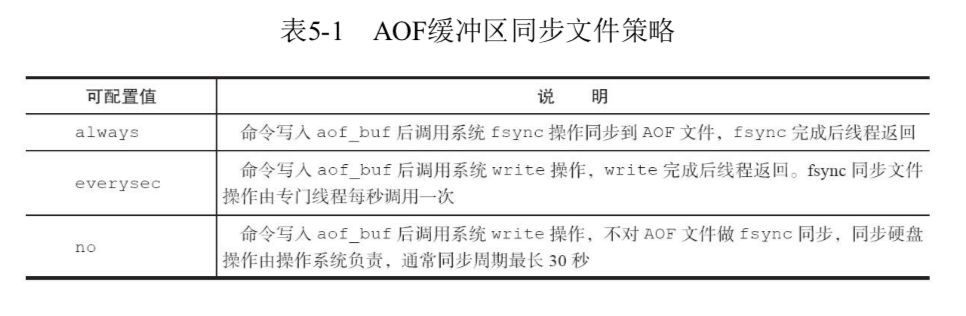 表5-1 AOF缓冲区同步文件策略
可配置值 说 明
always 命令写入 aof_buf 后调用系统 fsync 操作同步到 AOF 文件，fsync 完成后线程返回
命令写入 aof_buf 后调用系统 write 操作，write 完成后线程返回。fsync 同步文件
everysec
操作由专门线程每秒调用一次
命令写入 aof_buf 后调用系统 write 操作，不对 AOF 文件做 fsync 同步，同步硬盘
no
操作由操作系统负责，通常同步周期最长 30 秒